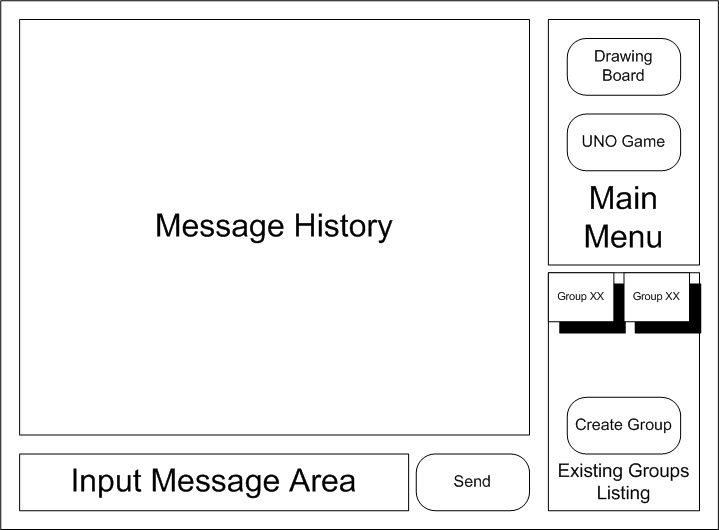 Message History
Input Message Area
Send
Drawing
Board
UNO Game
Main
Menu
Group XX
Group XX
Create Group
Existing Groups
Listing